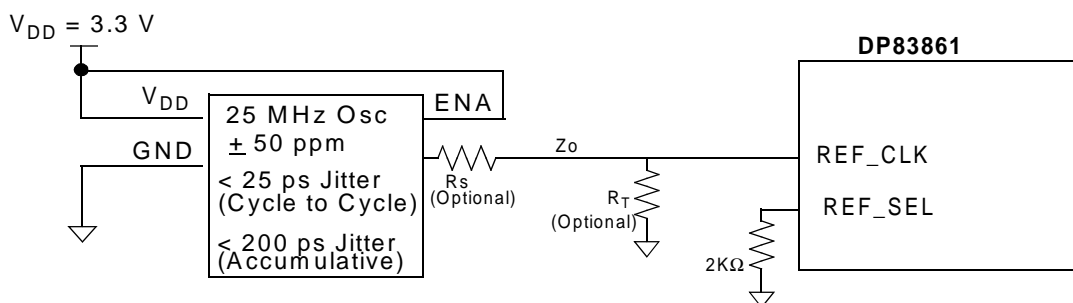 V_DD = 3.3 V
DP83861
V_DD
ENA
GND
25 MHz Osc
± 50 ppm
< 25 ps Jitter
(Cycle to Cycle)
< 200 ps Jitter
(Accumulative)
Rs
(Optional)
Zo
R_T
(Optional)
REF_CLK
REF_SEL
2KΩ